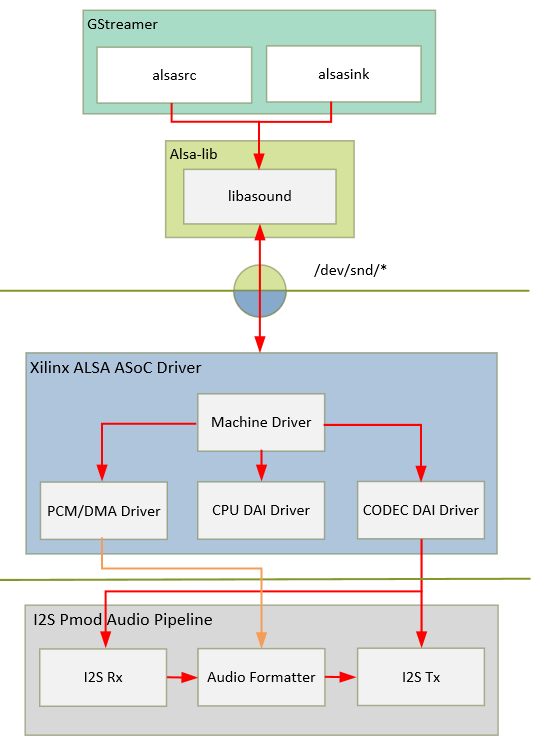 GStreamer
alsasrc
alsasink
Alsa-lib
libasound
/dev/snd/*
Xilinx ALSA ASoC Driver
Machine Driver
PCM/DMA Driver
CPU DAI Driver
CODEC DAI Driver
I2S Pmod Audio Pipeline
I2S Rx
Audio Formatter
I2S Tx